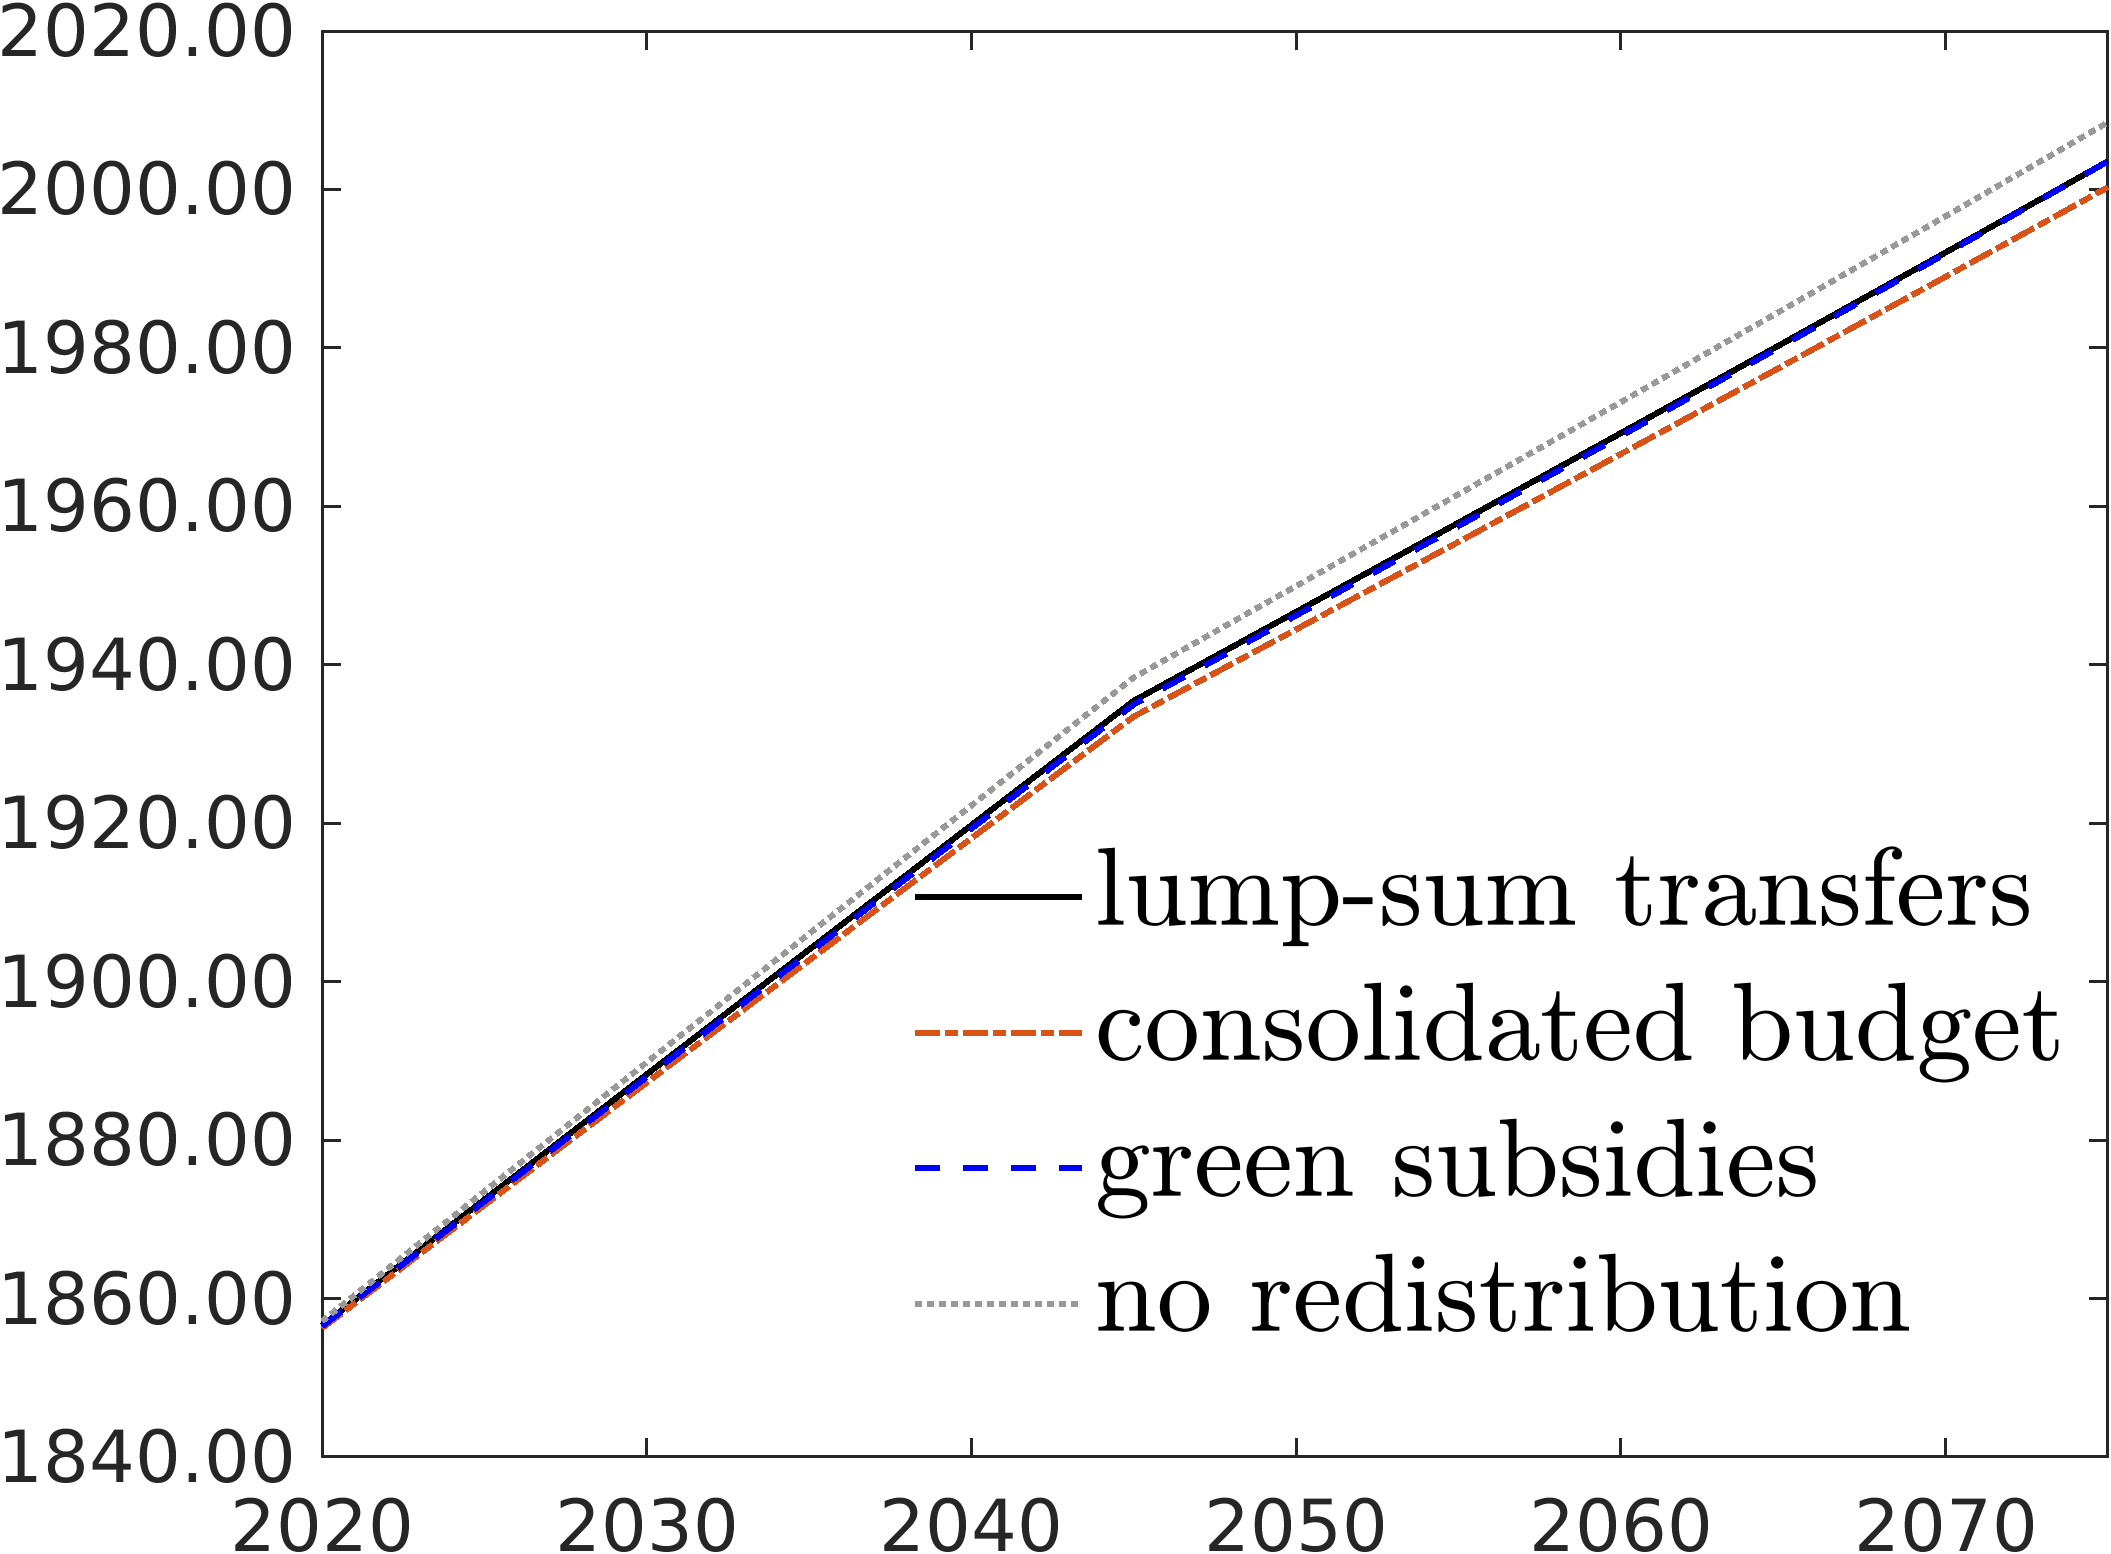 2020.00
2000.00
1980.00
1960.00
1940.00
1920.00
1900.00
1880.00
1860.00
1840.00
lump-sum transfers
consolidated budget
green subsidies
no redistribution
2020 2030 2040 2050 2060 2070